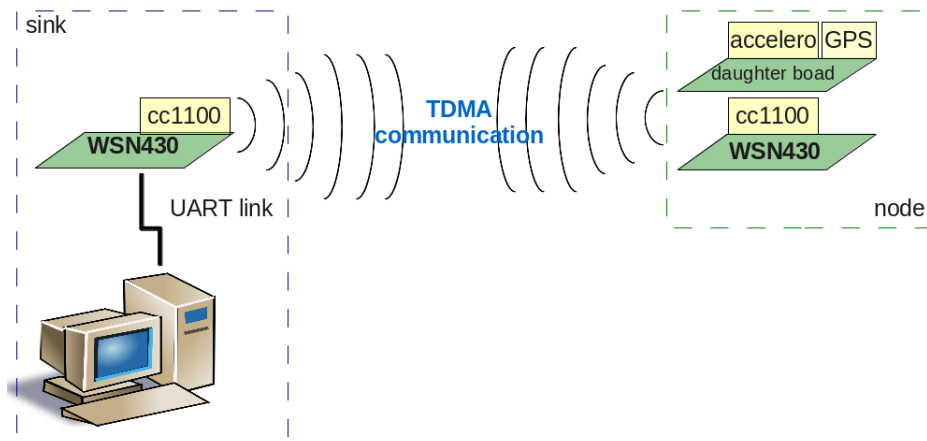 sink
cc1100
WSN430
UART link
TDMA
communication
accelero
GPS
daughter boad
cc1100
WSN430
node